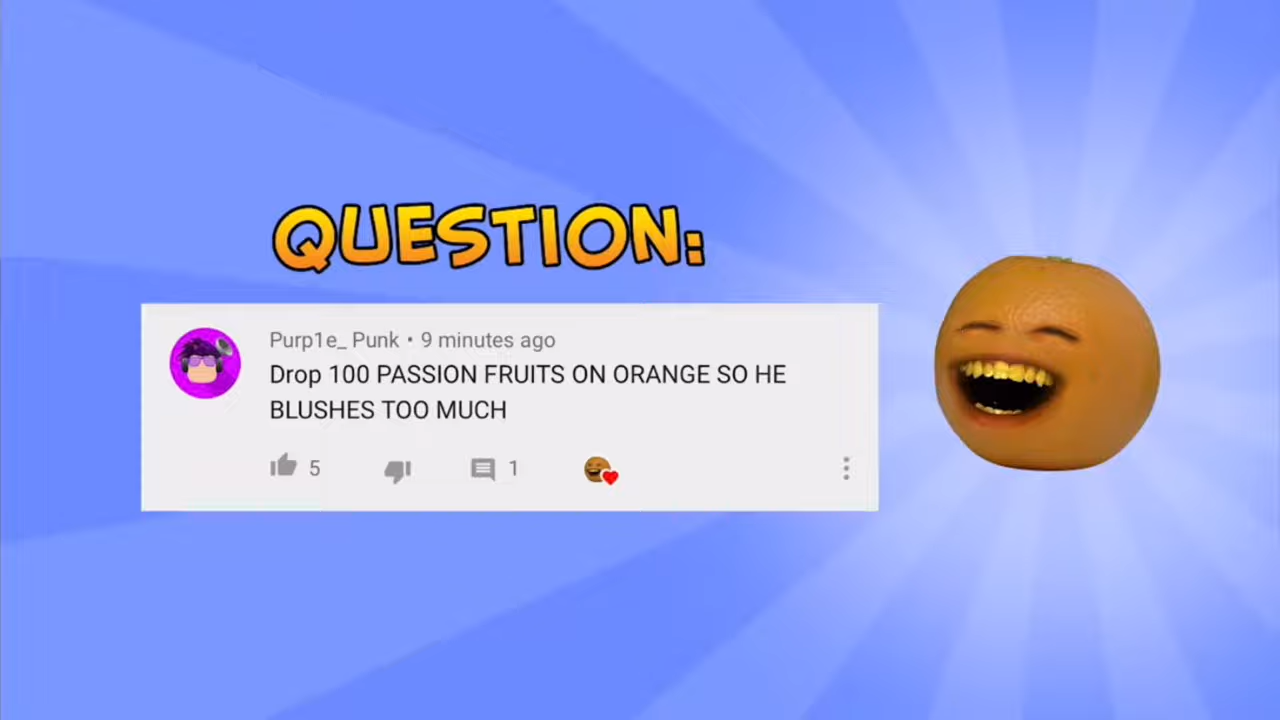 QUESTION:
Purp1e_ Punk • 9 minutes ago
Drop 100 PASSION FRUITS ON ORANGE SO HE
BLUSHES TOO MUCH
5 1